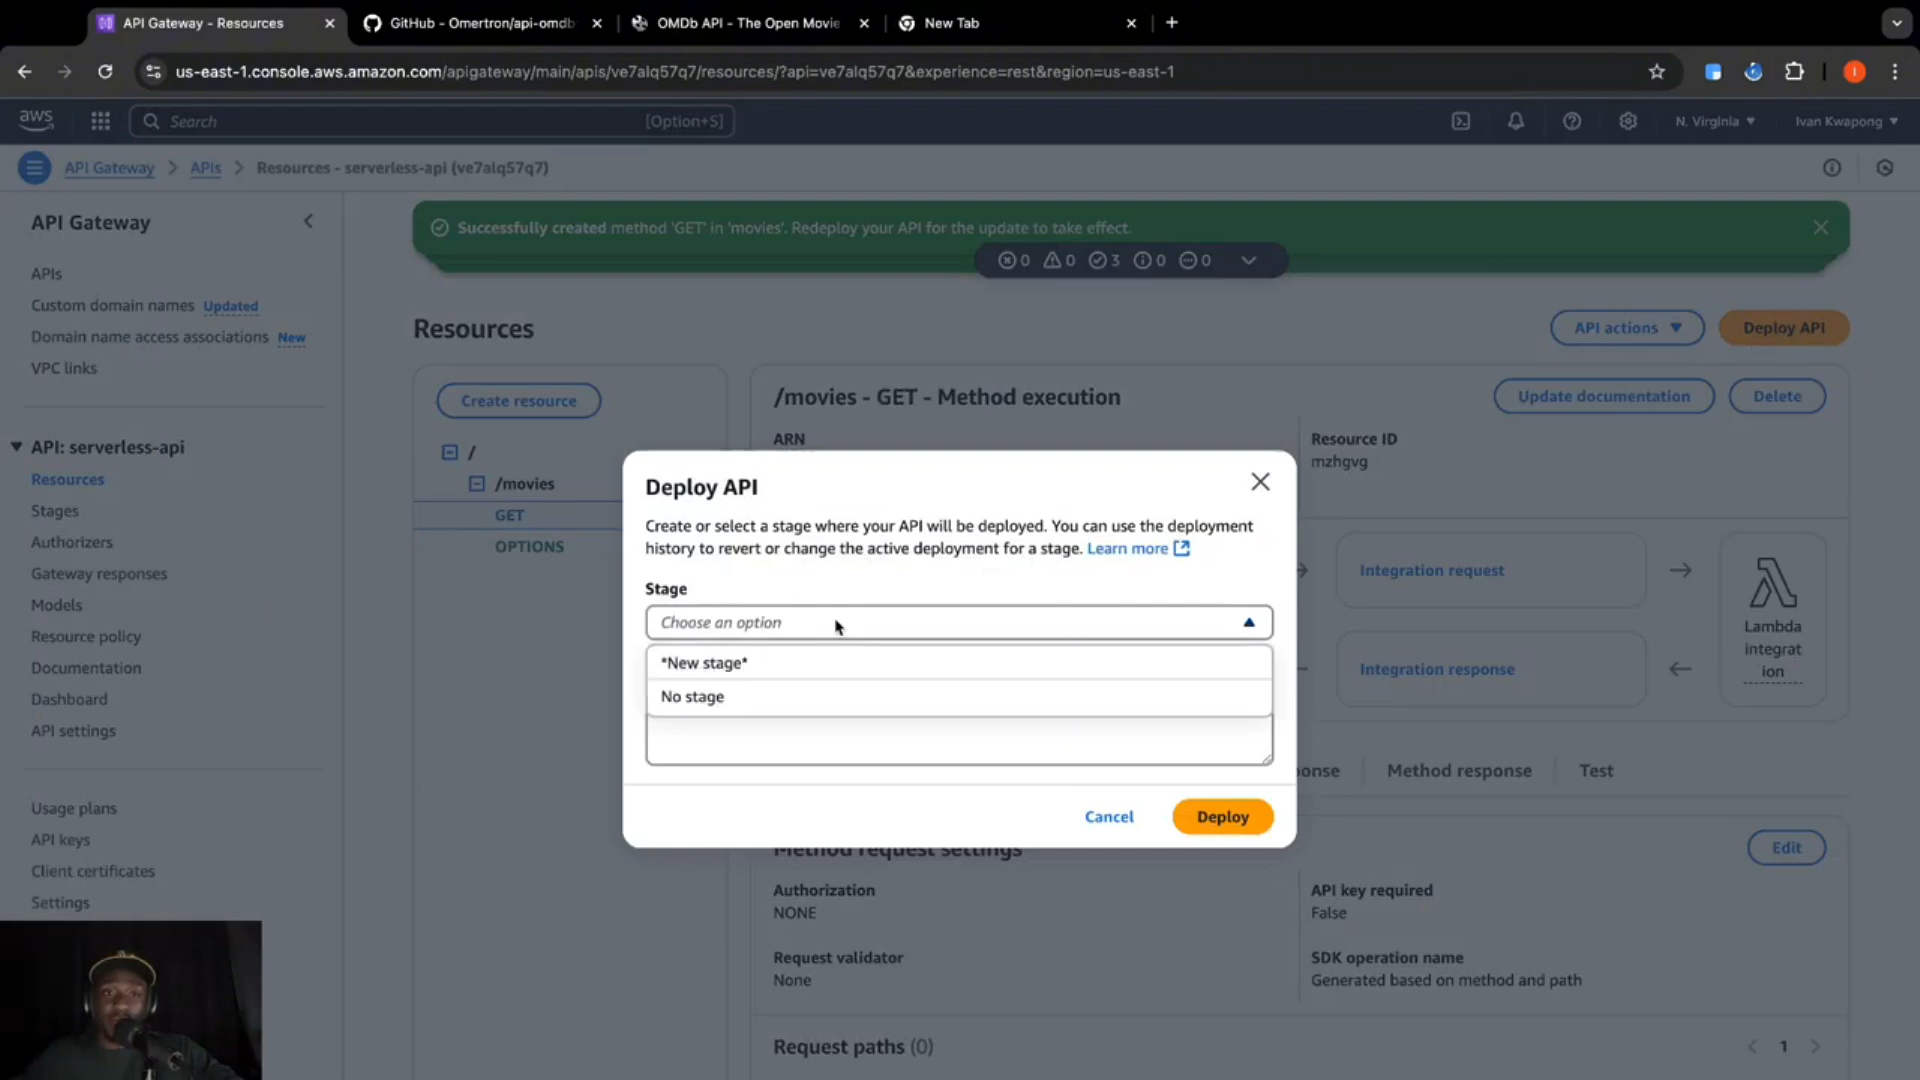 API Gateway - Resources
GitHub - Omertron/api-omdb
OMDb API - The Open Movie
New Tab
us-east-1.console.aws.amazon.com/apigateway/main/apis/ve7alq57q7/resources/?api=ve7alq57q7&experience=rest&region=us-east-1
I
aws
Search
[Option+S]
N. Virginia
Ivan Kwapong
API Gateway
APIs
Resources - serverless-api (ve7alq57q7)
API Gateway
APIs
Custom domain names Updated
Domain name access associations New
VPC links
API: serverless-api
Resources
Stages
Authorizers
Gateway responses
Models
Resource policy
Documentation
Dashboard
API settings
Usage plans
API keys
Client certificates
Settings
Successfully created method 'GET' in 'movies'. Redeploy your API for the update to take effect.
0 0 3 0 0
Resources
API actions
Deploy API
Create resource
/
/movies
GET
OPTIONS
/movies - GET - Method execution
Update documentation
Delete
ARN
Resource ID
mzhgvg
Integration request
Integration response
Lambda
integrat
ion
Deploy API
Create or select a stage where your API will be deployed. You can use the deployment
history to revert or change the active deployment for a stage. Learn more
Stage
Choose an option
*New stage*
No stage
Cancel
Deploy
onse
Method response
Test
Method request settings
Edit
Authorization
NONE
API key required
False
Request validator
None
SDK operation name
Generated based on method and path
Request paths (0)
1